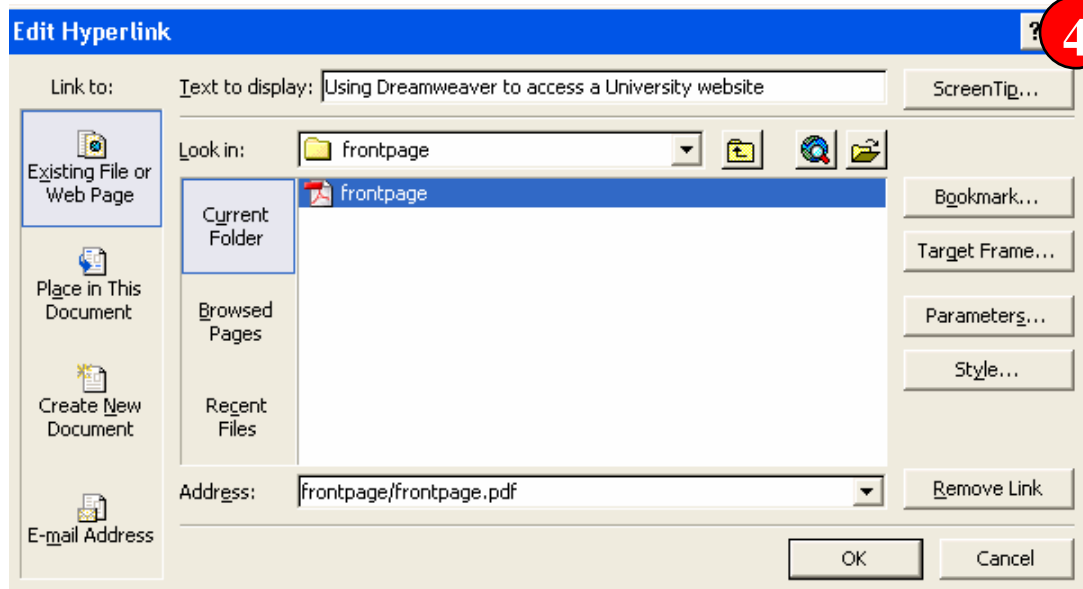 Edit Hyperlink
?
4
Link to:
Text to display: Using Dreamweaver to access a University website
ScreenTip...
Existing File or
Web Page
Look in: frontpage
Current
Folder
frontpage
Bookmark...
Target Frame...
Place in This
Document
Browsed
Pages
Parameters...
Style...
Create New
Document
Recent
Files
Address: frontpage/frontpage.pdf
Remove Link
E-mail Address
OK
Cancel